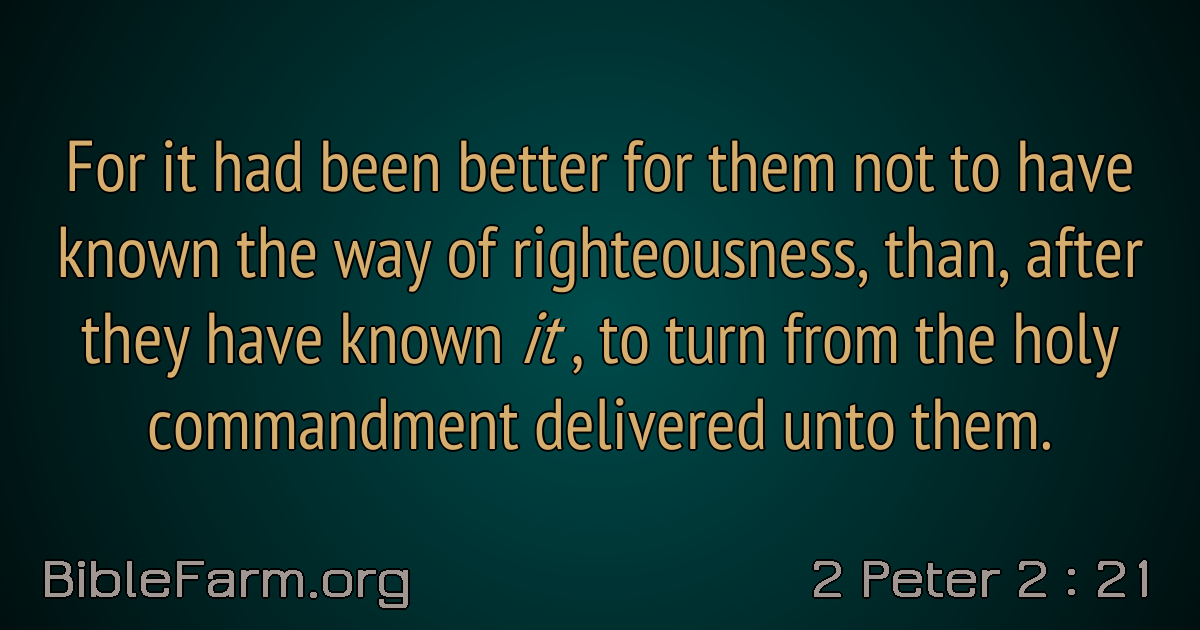 For it had been better for them not to have
known the way of righteousness, than, after
they have known it , to turn from the holy
commandment delivered unto them.
BibleFarm.org
2 Peter 2 : 21